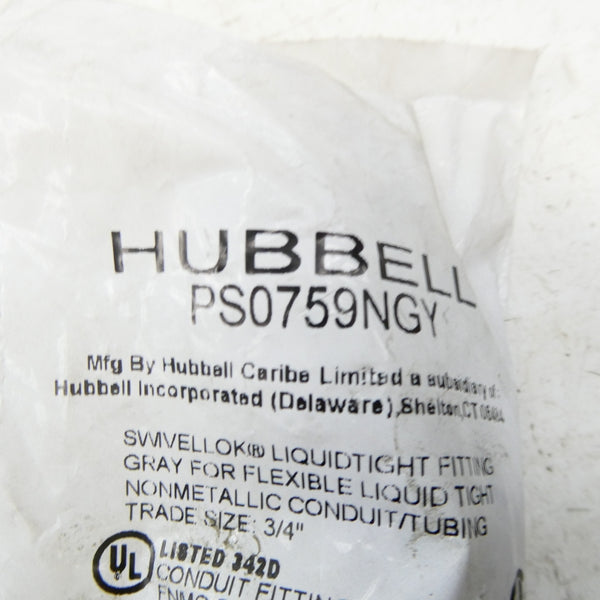 HUBBELL
PS0759NGY
Mfg By Hubbell Caribe Limited a subsidiary of:
Hubbell Incorporated (Delaware), Shelton, CT 06484
SWIVELLOK(R) LIQUIDTIGHT FITTING
GRAY FOR FLEXIBLE LIQUID TIGHT
NONMETALLIC CONDUIT/TUBING
TRADE SIZE: 3/4"
UL LISTED 342D
CONDUIT FITTING